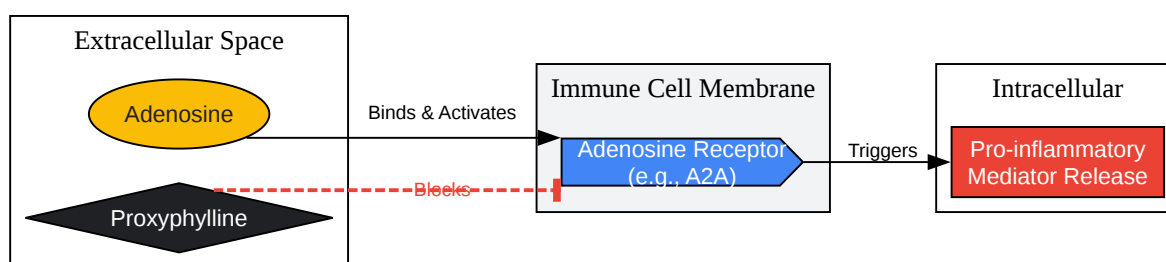 Extracellular Space
Adenosine
Proxyphylline
Binds & Activates
Blocks
Immune Cell Membrane
Adenosine Receptor
(e.g., A2A)
Triggers
Intracellular
Pro-inflammatory
Mediator Release